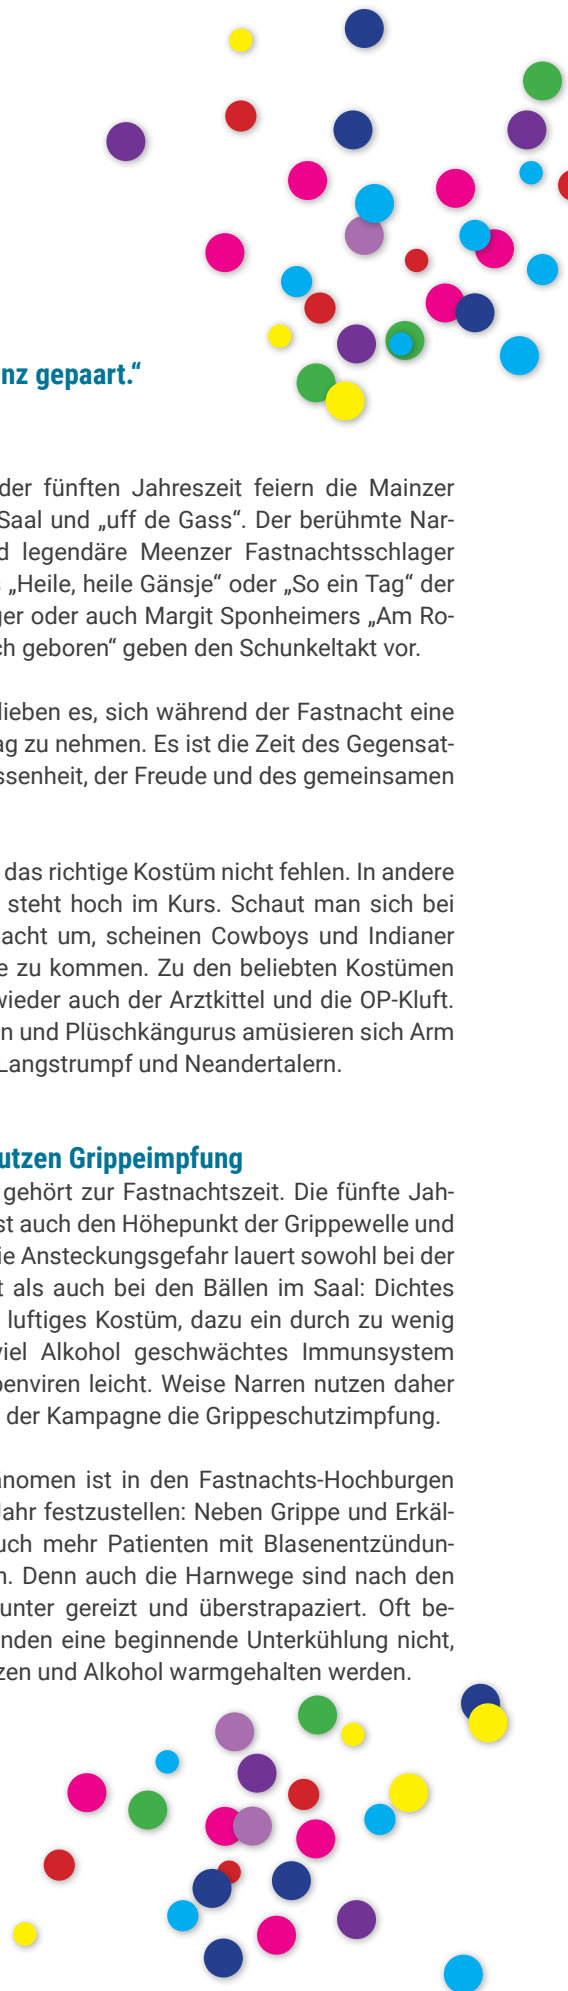 nz gepaart.“
der fünften Jahreszeit feiern die Mainzer
Saal und „uff de Gass“. Der berühmte Nar-
d legendäre Meenzer Fastnachtsschlager
s „Heile, heile Gänsje“ oder „So ein Tag“ der
ger oder auch Margit Sponheimers „Am Ro-
ch geboren“ geben den Schunkeltakt vor.
lieben es, sich während der Fastnacht eine
ag zu nehmen. Es ist die Zeit des Gegensat-
ssenheit, der Freude und des gemeinsamen
das richtige Kostüm nicht fehlen. In andere
steht hoch im Kurs. Schaut man sich bei
acht um, scheinen Cowboys und Indianer
e zu kommen. Zu den beliebten Kostümen
wieder auch der Arztkittel und die OP-Kluft.
n und Plüschkängurus amüsieren sich Arm
Langstrumpf und Neandertalern.
utzen Grippeimpfung
gehört zur Fastnachtszeit. Die fünfte Jah-
st auch den Höhepunkt der Grippewelle und
ie Ansteckungsgefahr lauert sowohl bei der
t als auch bei den Bällen im Saal: Dichtes
luftiges Kostüm, dazu ein durch zu wenig
viel Alkohol geschwächtes Immunsystem
penviren leicht. Weise Narren nutzen daher
der Kampagne die Grippeschutzimpfung.
änomen ist in den Fastnachts-Hochburgen
Jahr festzustellen: Neben Grippe und Erkäl-
uch mehr Patienten mit Blasenentzündun-
n. Denn auch die Harnwege sind nach den
unter gereizt und überstrapaziert. Oft be-
nden eine beginnende Unterkühlung nicht,
zen und Alkohol warmgehalten werden.